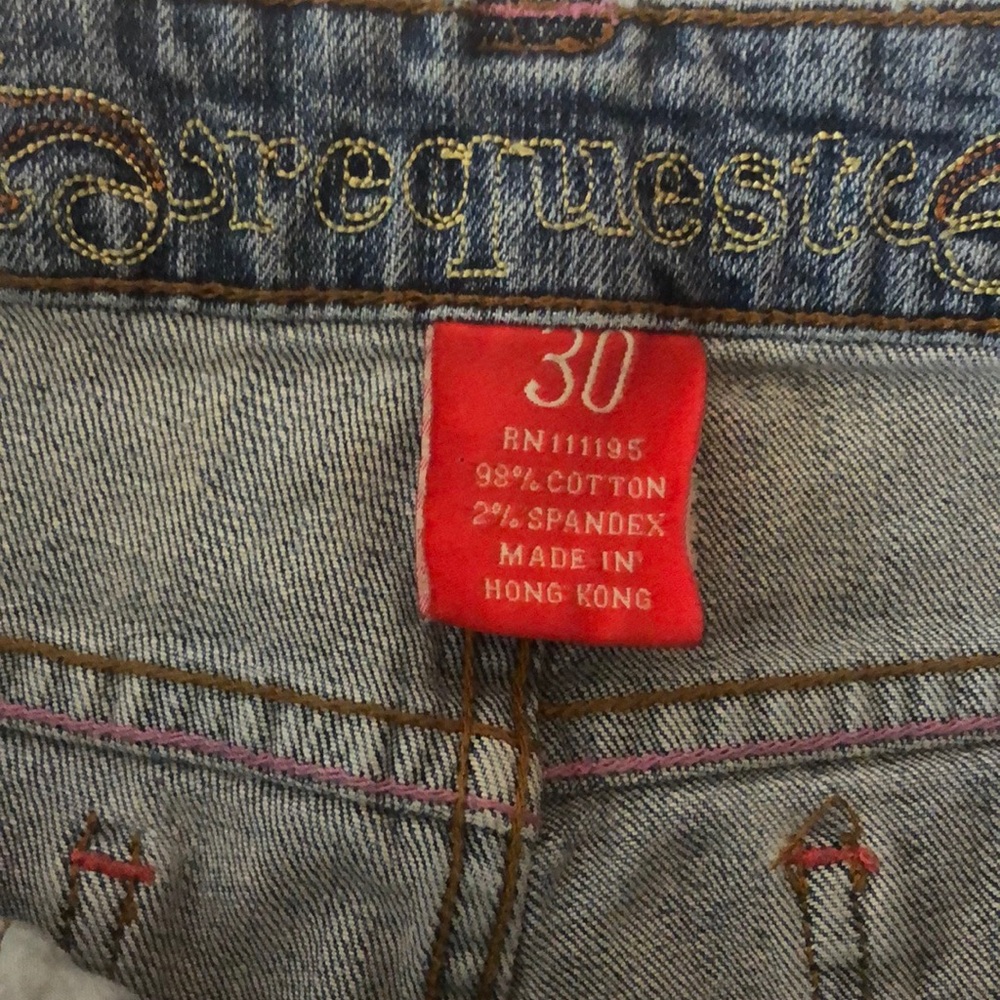 request
30
RN111195
98% COTTON
2% SPANDEX
MADE IN
HONG KONG